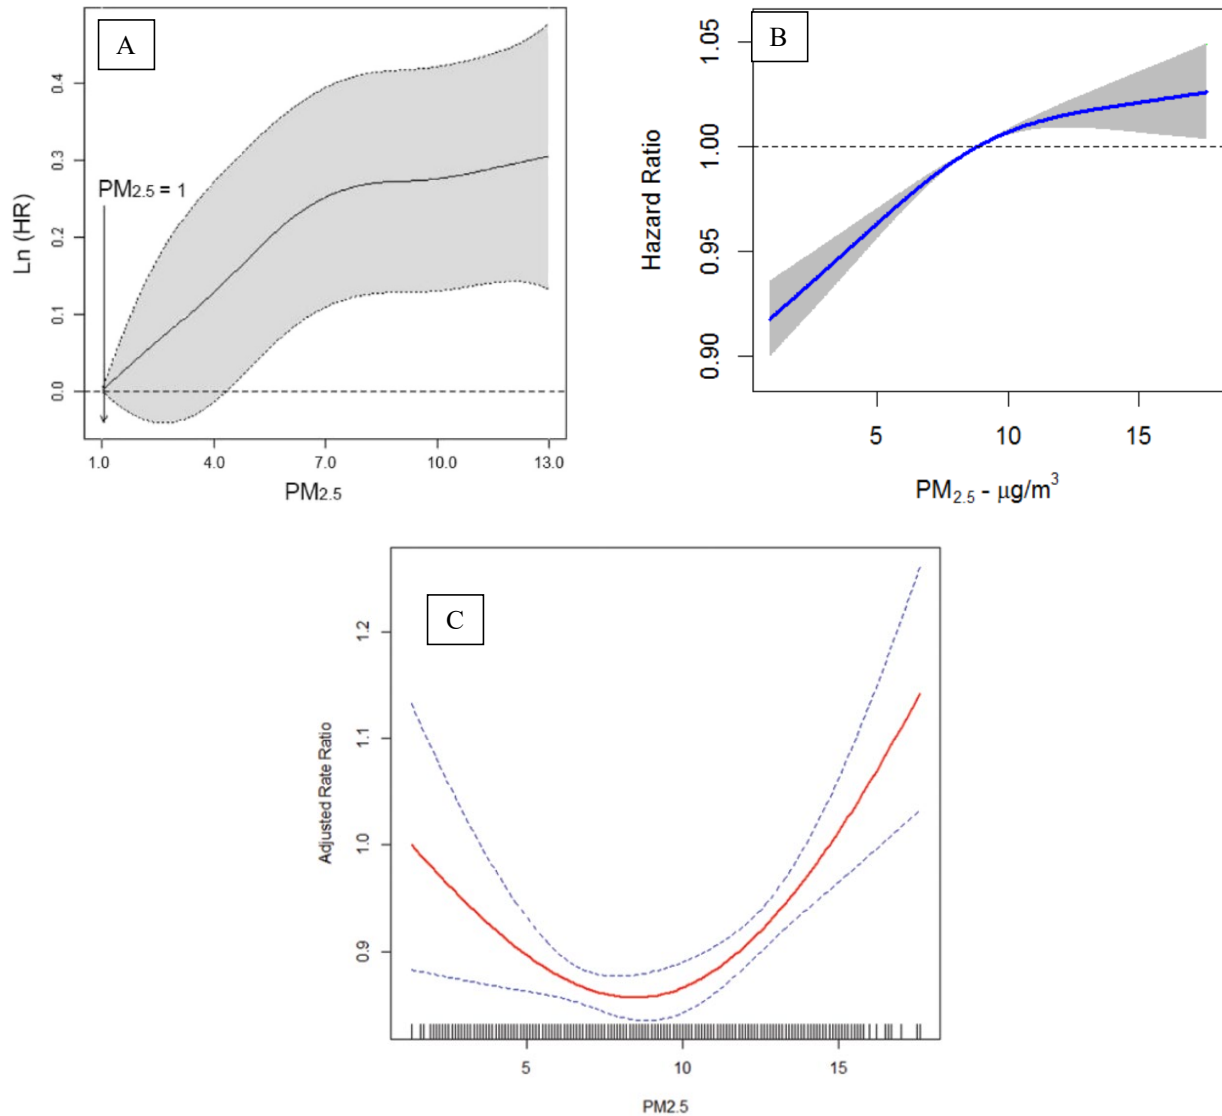 A
0.4
0.3
0.2
0.1
0.0
Ln (HR)
PM2.5 = 1
1.0 4.0 7.0 10.0 13.0
PM2.5
B
1.05
1.00
0.95
0.90
Hazard Ratio
5 10 15
PM2.5 - μg/m3
C
1.2
1.1
1.0
0.9
Adjusted Rate Ratio
5 10 15
PM2.5